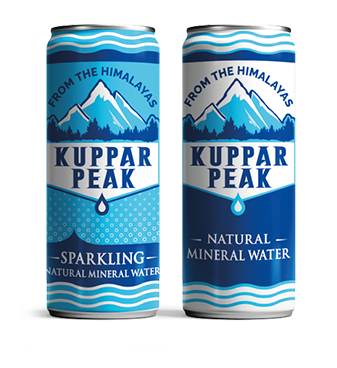 FROM THE HIMALAYAS
KUPPAR
PEAK
SPARKLING
NATURAL MINERAL WATER
FROM THE HIMALAYAS
KUPPAR
PEAK
NATURAL
MINERAL WATER